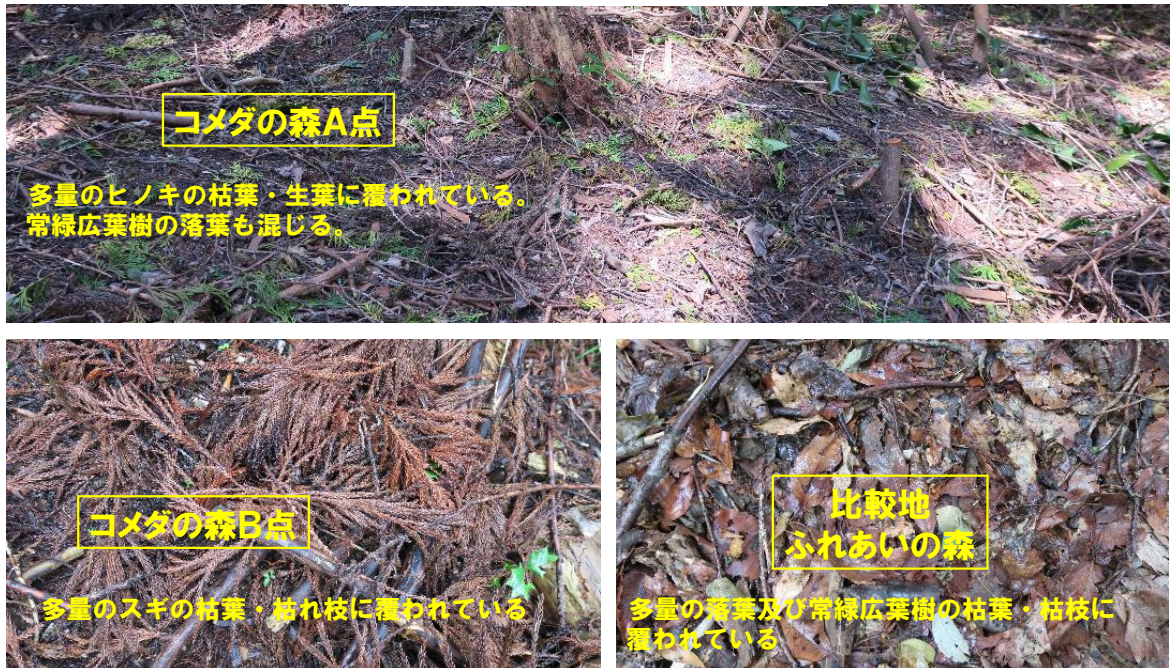 コメダの森A点
多量のヒノキの枯葉・生葉に覆われている。
常緑広葉樹の落葉も混じる。
コメダの森B点
多量のスギの枯葉・枯れ枝に覆われている
比較地
ふれあいの森
多量の落葉及び常緑広葉樹の枯葉・枯枝に
覆われている